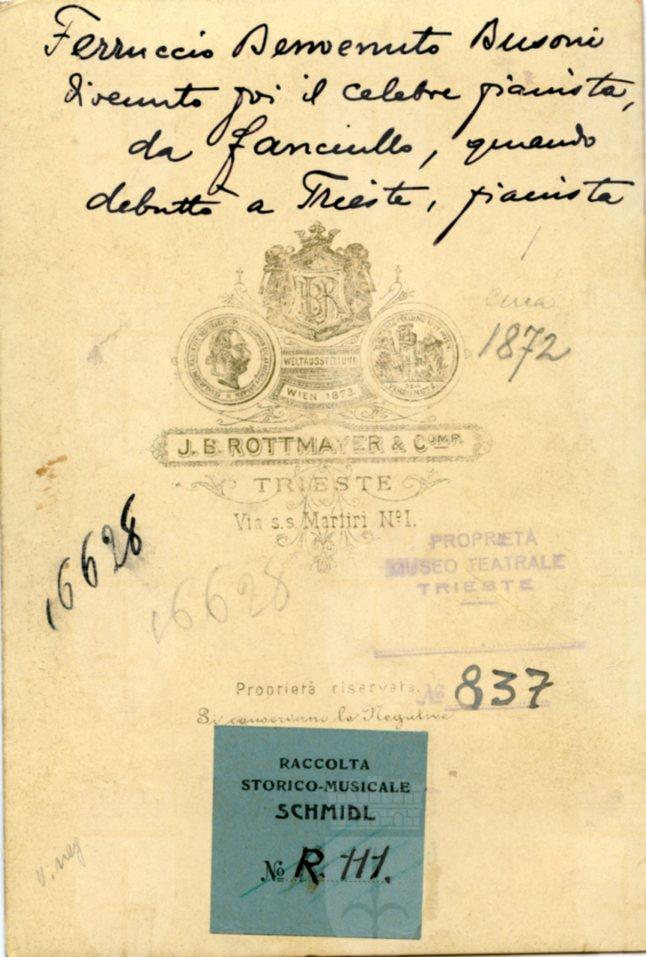 Ferruccio Benvenuto Busoni
divenuto poi il celebre pianista,
da fanciullo, quando
debuttò a Trieste, pianista
circa
1872
WELTAUSSTELLUNG
WIEN 1873.
J. B. ROTTMAYER & COMP.
TRIESTE
Via s.s. Martiri No 1.
16628
16628
PROPRIETÀ
MUSEO TEATRALE
TRIESTE
No 837
Proprietà riservata.
Si conservano le Negative
RACCOLTA
STORICO-MUSICALE
SCHMIDL
No R. 111.
v. neg